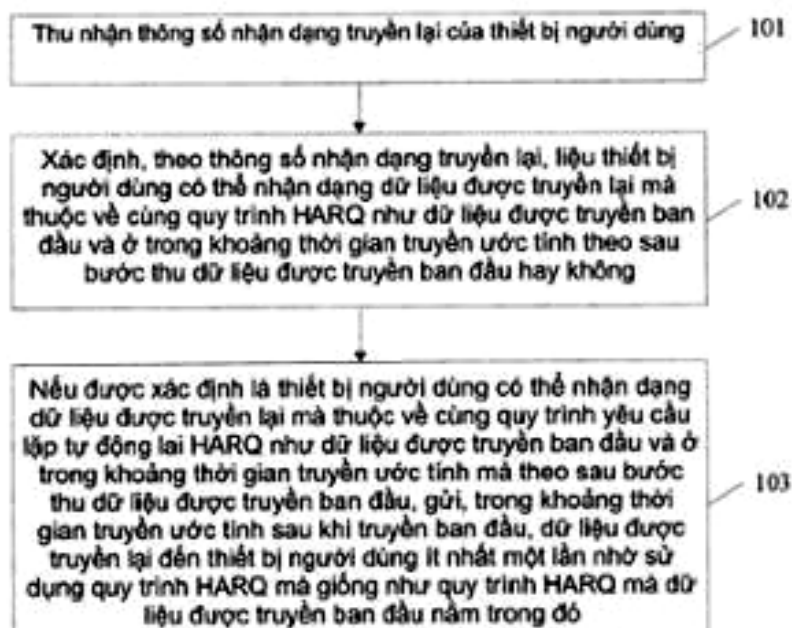 Thu nhận thông số nhận dạng truyền lại của thiết bị người dùng
101
Xác định, theo thông số nhận dạng truyền lại, liệu thiết bị
người dùng có thể nhận dạng dữ liệu được truyền lại mà
thuộc về cùng quy trình HARQ như dữ liệu được truyền ban
đầu và ở trong khoảng thời gian truyền ước tính theo sau
bước thu dữ liệu được truyền ban đầu hay không
102
Nếu được xác định là thiết bị người dùng có thể nhận dạng
dữ liệu được truyền lại mà thuộc về cùng quy trình yêu cầu
lặp tự động lai HARQ như dữ liệu được truyền ban đầu và ở
trong khoảng thời gian truyền ước tính mà theo sau bước
thu dữ liệu được truyền ban đầu, gửi, trong khoảng thời
gian truyền ước tính sau khi truyền ban đầu, dữ liệu được
truyền lại đến thiết bị người dùng ít nhất một lần nhờ sử
dụng quy trình HARQ mà giống như quy trình HARQ mà dữ
liệu được truyền ban đầu nằm trong đó
103